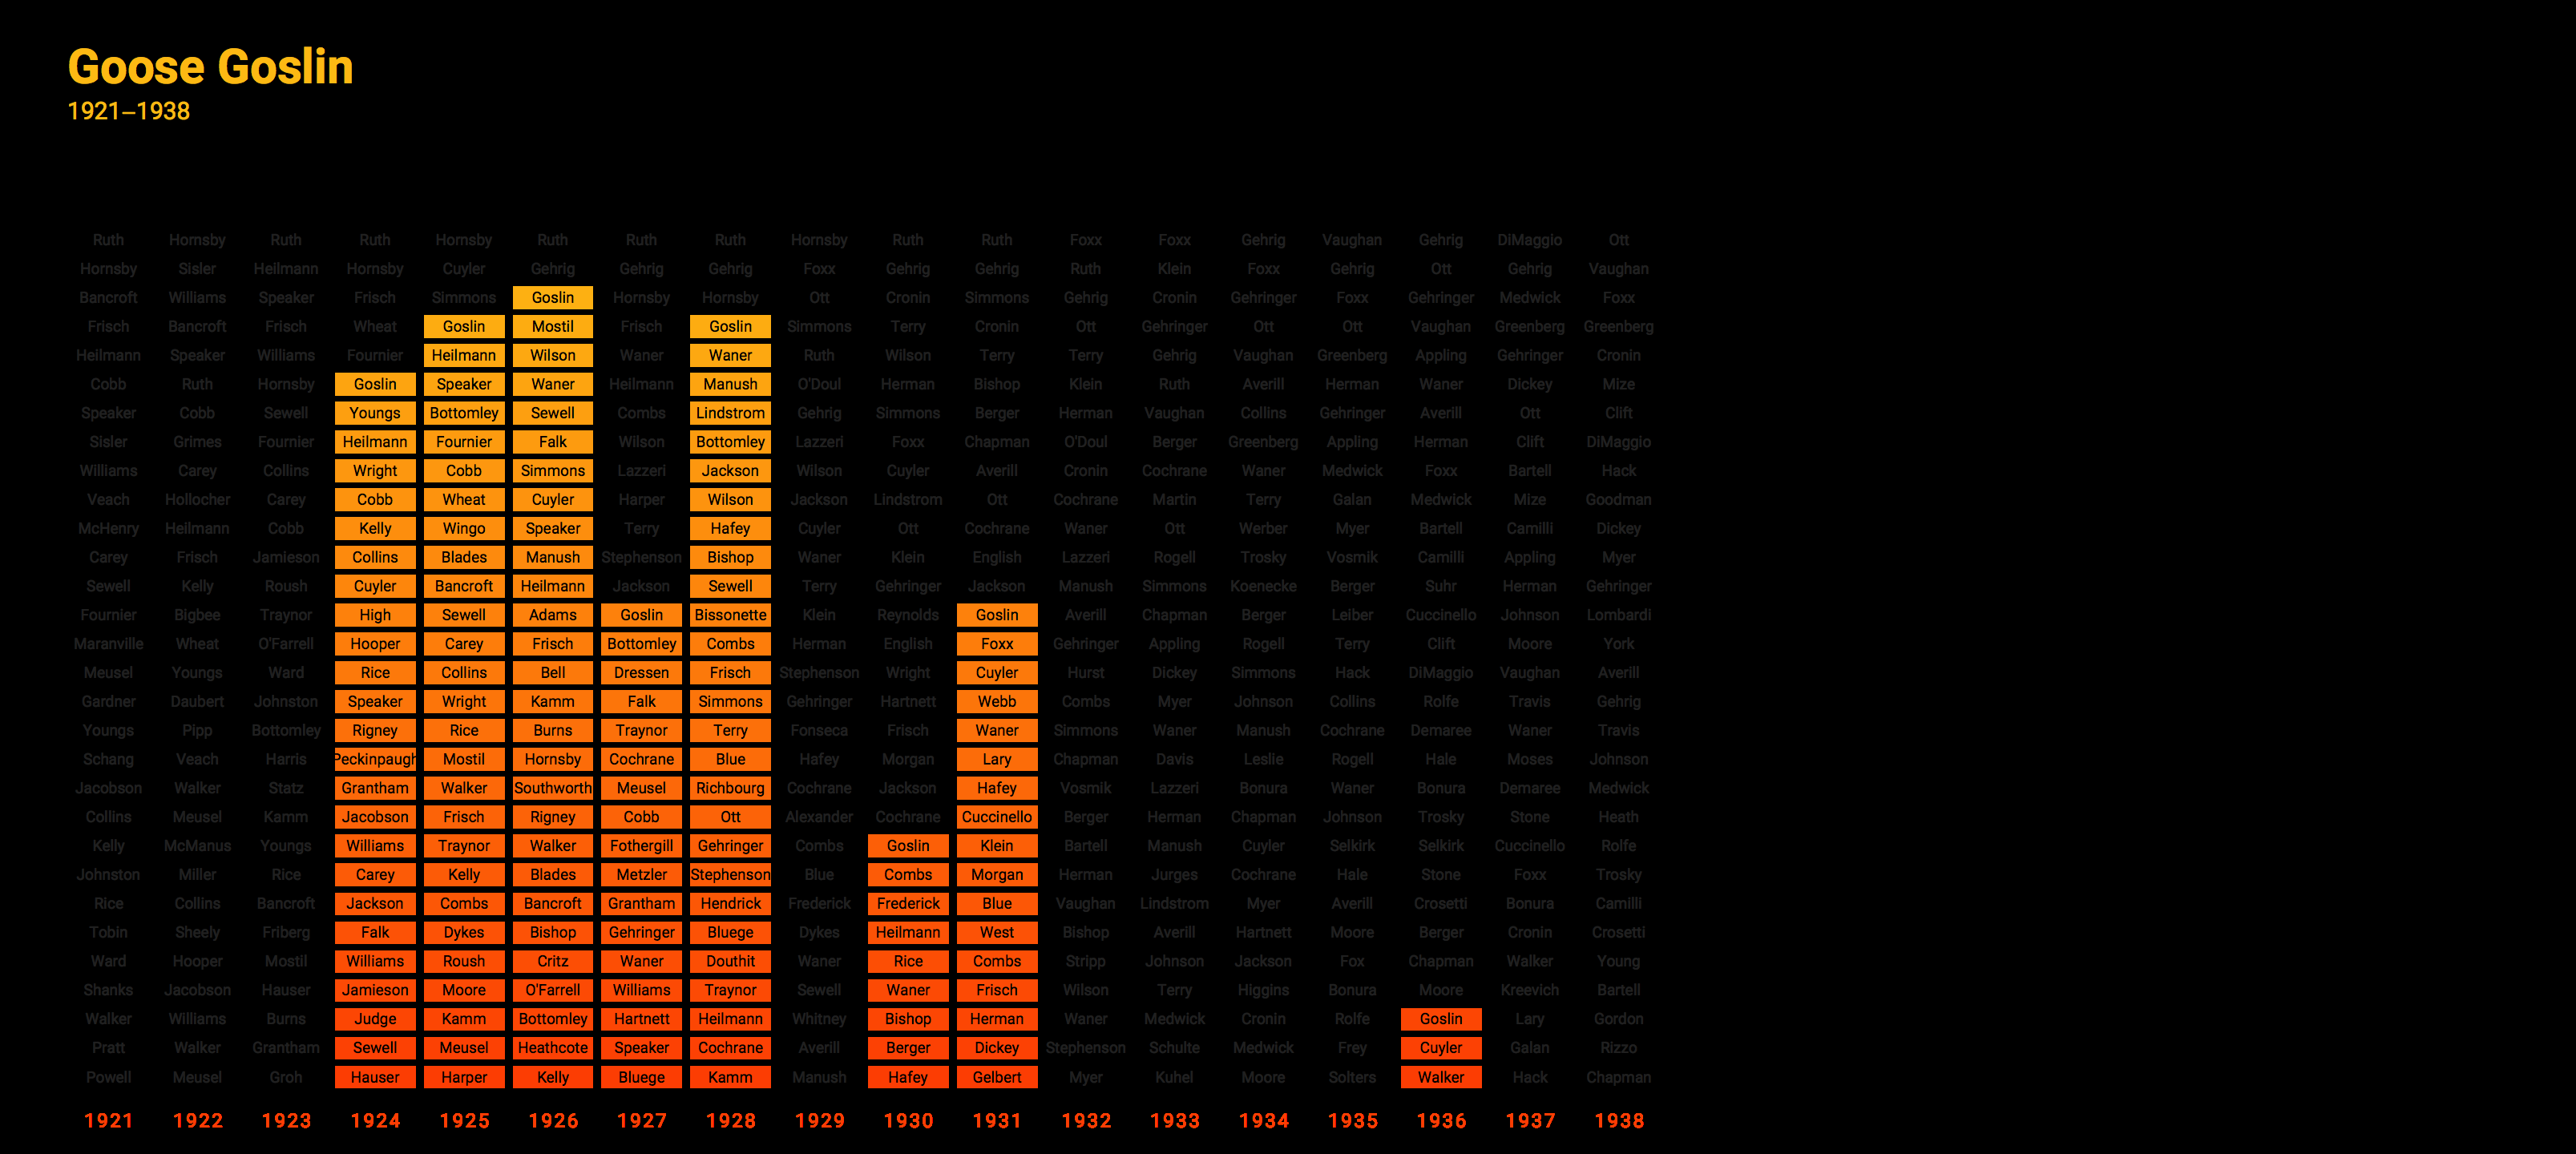 Goose Goslin
1921–1938
Ruth Hornsby Ruth Ruth Hornsby Ruth Ruth Ruth Hornsby Ruth Ruth Foxx Foxx Gehrig Vaughan Gehrig DiMaggio Ott
Hornsby Sisler Heilmann Hornsby Cuyler Gehrig Gehrig Gehrig Foxx Gehrig Gehrig Ruth Klein Foxx Gehrig Ott Gehrig Vaughan
Bancroft Williams Speaker Frisch Simmons Goslin Hornsby Hornsby Ott Cronin Simmons Gehrig Cronin Gehringer Foxx Gehringer Medwick Foxx
Frisch Bancroft Frisch Wheat Goslin Mostil Frisch Goslin Simmons Terry Cronin Ott Gehringer Ott Ott Vaughan Greenberg Greenberg
Heilmann Speaker Williams Fournier Heilmann Wilson Waner Waner Ruth Wilson Terry Terry Gehrig Vaughan Greenberg Appling Gehringer Cronin
Cobb Ruth Hornsby Goslin Speaker Waner Heilmann Manush O'Doul Herman Bishop Klein Ruth Averill Herman Waner Dickey Mize
Speaker Cobb Sewell Youngs Bottomley Sewell Combs Lindstrom Gehrig Simmons Berger Herman Vaughan Collins Gehringer Averill Ott Clift
Sisler Grimes Fournier Heilmann Fournier Falk Wilson Bottomley Lazzeri Foxx Chapman O'Doul Berger Greenberg Appling Herman Clift DiMaggio
Williams Carey Collins Wright Cobb Simmons Lazzeri Jackson Wilson Cuyler Averill Cronin Cochrane Waner Medwick Foxx Bartell Hack
Veach Hollocher Carey Cobb Wheat Cuyler Harper Wilson Jackson Lindstrom Ott Cochrane Martin Terry Galan Medwick Mize Goodman
McHenry Heilmann Cobb Kelly Wingo Speaker Terry Hafey Cuyler Ott Cochrane Waner Ott Werber Myer Bartell Camilli Dickey
Carey Frisch Jamieson Collins Blades Manush Stephenson Bishop Waner Klein English Lazzeri Rogell Trosky Vosmik Camilli Appling Myer
Sewell Kelly Roush Cuyler Bancroft Heilmann Jackson Sewell Terry Gehringer Jackson Manush Simmons Koenecke Berger Suhr Herman Gehringer
Fournier Bigbee Traynor High Sewell Adams Goslin Bissonette Klein Reynolds Goslin Averill Chapman Berger Leiber Cuccinello Johnson Lombardi
Maranville Wheat O'Farrell Hooper Carey Frisch Bottomley Combs Herman English Foxx Gehringer Appling Rogell Terry Clift Moore York
Meusel Youngs Ward Rice Collins Bell Dressen Frisch Stephenson Wright Cuyler Hurst Dickey Simmons Hack DiMaggio Vaughan Averill
Gardner Daubert Johnston Speaker Wright Kamm Falk Simmons Gehringer Hartnett Webb Combs Myer Johnson Collins Rolfe Travis Gehrig
Youngs Pipp Bottomley Rigney Rice Burns Traynor Terry Fonseca Frisch Waner Simmons Waner Manush Cochrane Demaree Waner Travis
Schang Veach Harris Peckinpaugh Mostil Hornsby Cochrane Blue Hafey Morgan Lary Chapman Davis Leslie Rogell Hale Moses Johnson
Jacobson Walker Statz Grantham Walker Southworth Meusel Richbourg Cochrane Jackson Hafey Vosmik Lazzeri Bonura Waner Bonura Demaree Medwick
Collins Meusel Kamm Jacobson Frisch Rigney Cobb Ott Alexander Cochrane Cuccinello Berger Herman Chapman Johnson Trosky Stone Heath
Kelly McManus Youngs Williams Traynor Walker Fothergill Gehringer Combs Goslin Klein Bartell Manush Cuyler Selkirk Selkirk Cuccinello Rolfe
Johnston Miller Rice Carey Kelly Blades Metzler Stephenson Blue Combs Morgan Herman Jurges Cochrane Hale Stone Foxx Trosky
Rice Collins Bancroft Jackson Combs Bancroft Grantham Hendrick Frederick Frederick Blue Vaughan Lindstrom Myer Averill Crosetti Bonura Camilli
Tobin Sheely Friberg Falk Dykes Bishop Gehringer Bluege Dykes Heilmann West Bishop Averill Hartnett Moore Berger Cronin Crosetti
Ward Hooper Mostil Williams Roush Critz Waner Douthit Waner Rice Combs Stripp Johnson Jackson Fox Chapman Walker Young
Shanks Jacobson Hauser Jamieson Moore O'Farrell Williams Traynor Sewell Waner Frisch Wilson Terry Higgins Bonura Moore Kreevich Bartell
Walker Williams Burns Judge Kamm Bottomley Hartnett Heilmann Whitney Bishop Herman Waner Medwick Cronin Rolfe Goslin Lary Gordon
Pratt Walker Grantham Sewell Meusel Heathcote Speaker Cochrane Averill Berger Dickey Stephenson Schulte Medwick Frey Cuyler Galan Rizzo
Powell Meusel Groh Hauser Harper Kelly Bluege Kamm Manush Hafey Gelbert Myer Kuhel Moore Solters Walker Hack Chapman
1921 1922 1923 1924 1925 1926 1927 1928 1929 1930 1931 1932 1933 1934 1935 1936 1937 1938